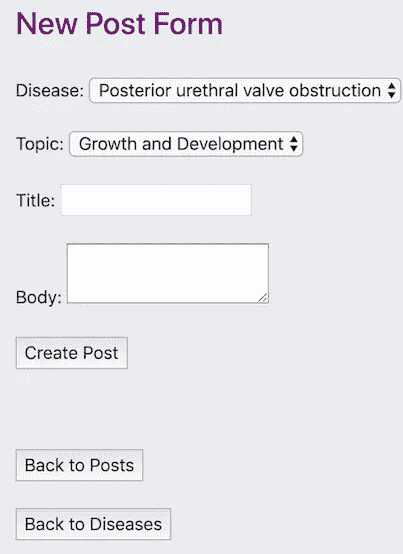 New Post Form
Disease: Posterior urethral valve obstruction
Topic: Growth and Development
Title:
Body:
Create Post
Back to Posts
Back to Diseases